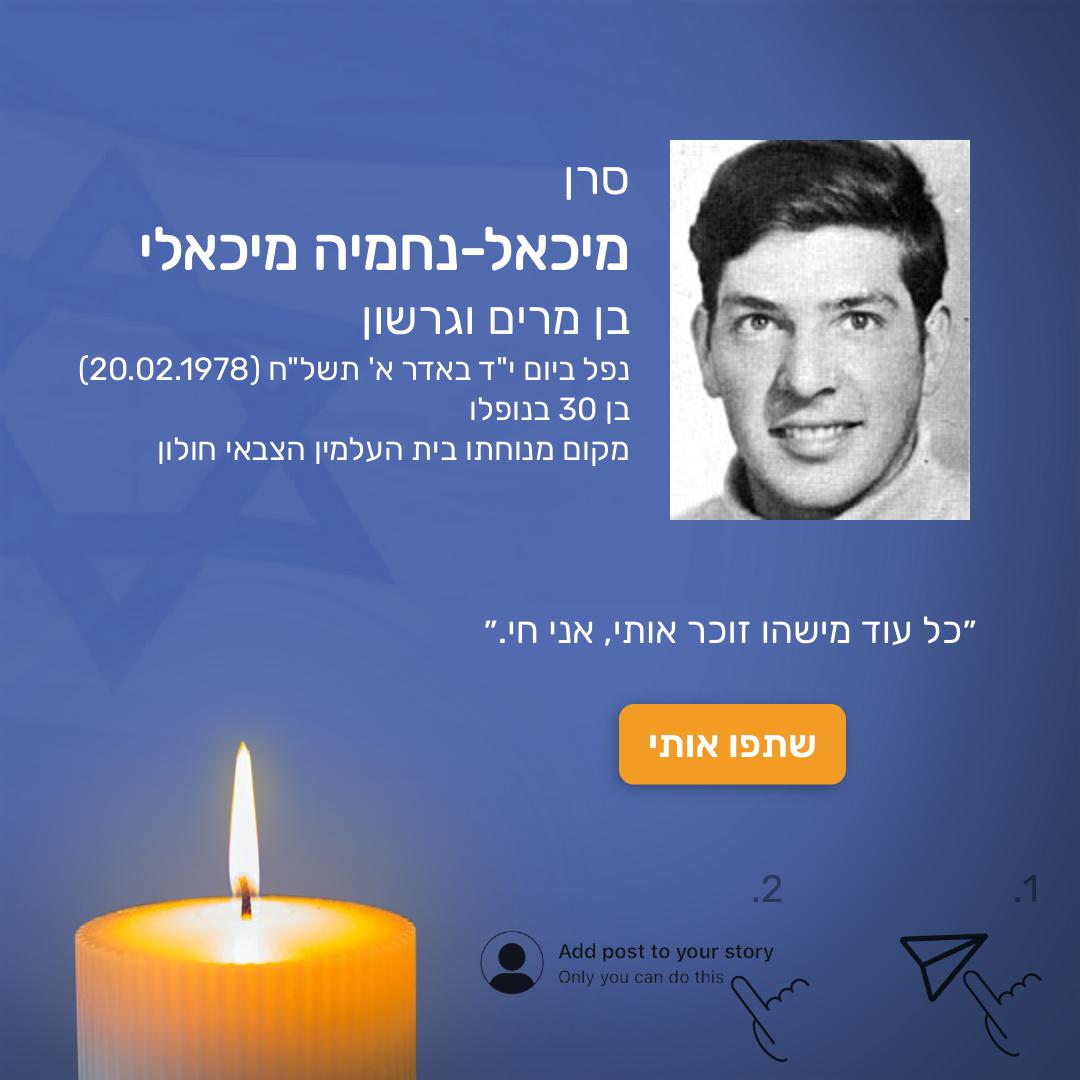 סרן
מיכאל-נחמיה מיכאלי
בן מרים וגרשון
נפל ביום י"ד באדר א' תשל"ח (20.02.1978)
בן 30 בנופלו
מקום מנוחתו בית העלמין הצבאי חולון
״כל עוד מישהו זוכר אותי, אני חי.״
שתפו אותי
.1
.2
Add post to your story
Only you can do this